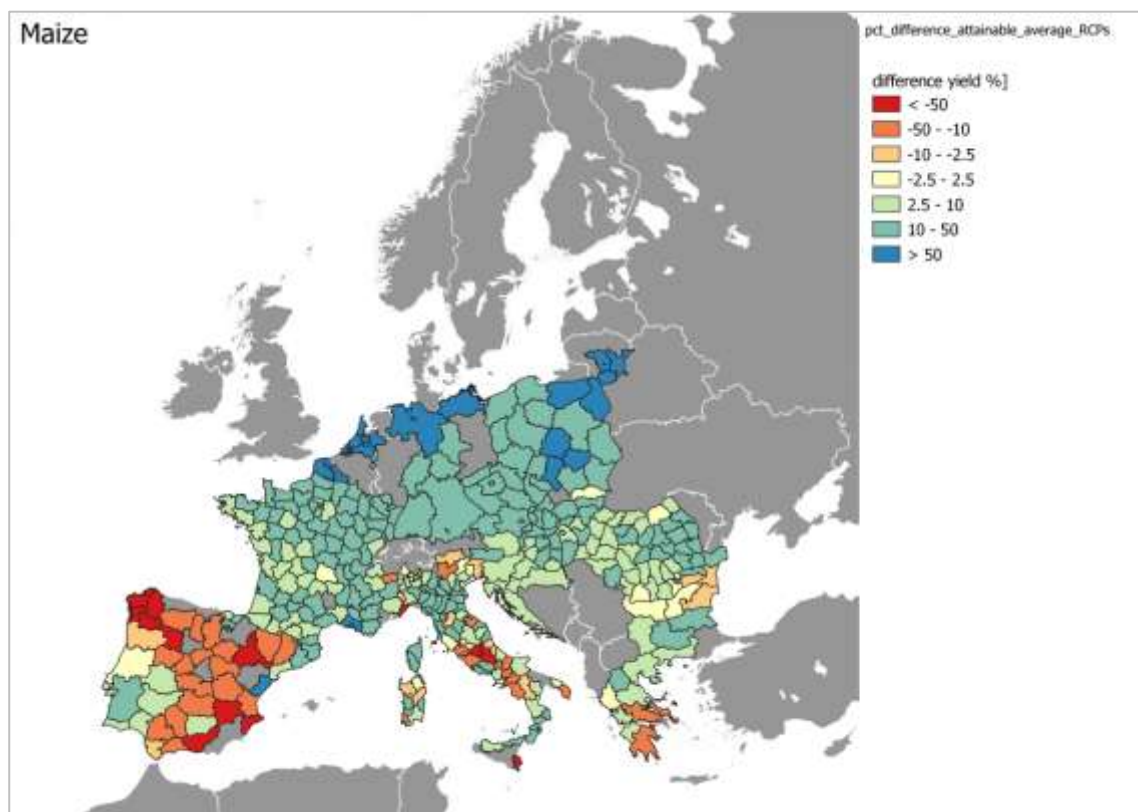 Maize
pct_difference_attainable_average_RCPs
difference yield %]
< -50
-50 - -10
-10 - -2.5
-2.5 - 2.5
2.5 - 10
10 - 50
> 50